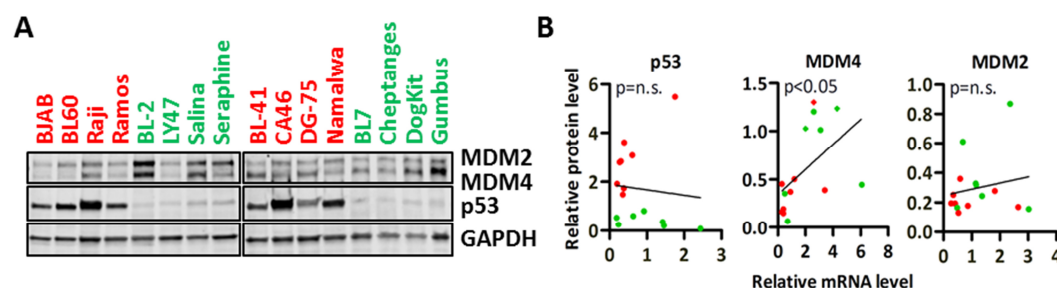 A
BJAB
BL60
Raji
Ramos
BL-2
LY47
Salina
Seraphine
BL-41
CA46
DG-75
Namalwa
BL7
Cheptanges
DogKit
Gumbus
MDM2
MDM4
p53
GAPDH
B
Relative protein level
p53
p=n.s.
6
4
2
0
0 1 2 3
MDM4
p<0.05
1.5
1.0
0.5
0.0
0 2 4 6 8
MDM2
p=n.s.
1.0
0.8
0.6
0.4
0.2
0.0
0 1 2 3 4
Relative mRNA level